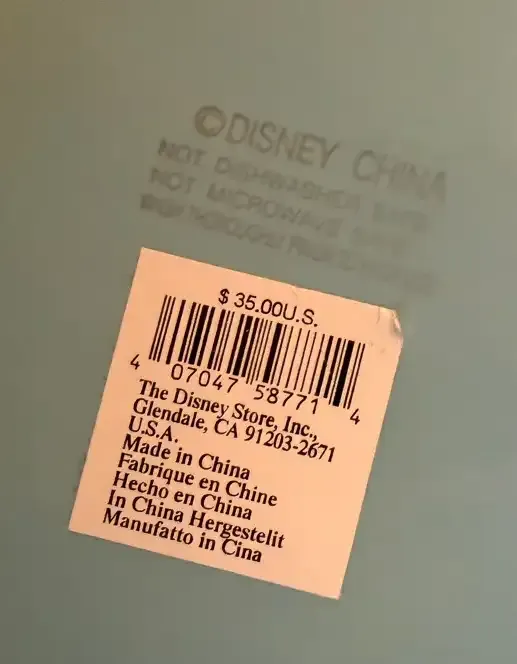 ©DISNEY CHINA
NOT DISHWASHER SAFE
NOT MICROWAVE SAFE
$ 35.00U.S.
4 07047 58771 4
The Disney Store, Inc.,
Glendale, CA 91203-2671
U.S.A.
Made in China
Fabrique en Chine
Hecho en China
In China Hergestelit
Manufatto in Cina